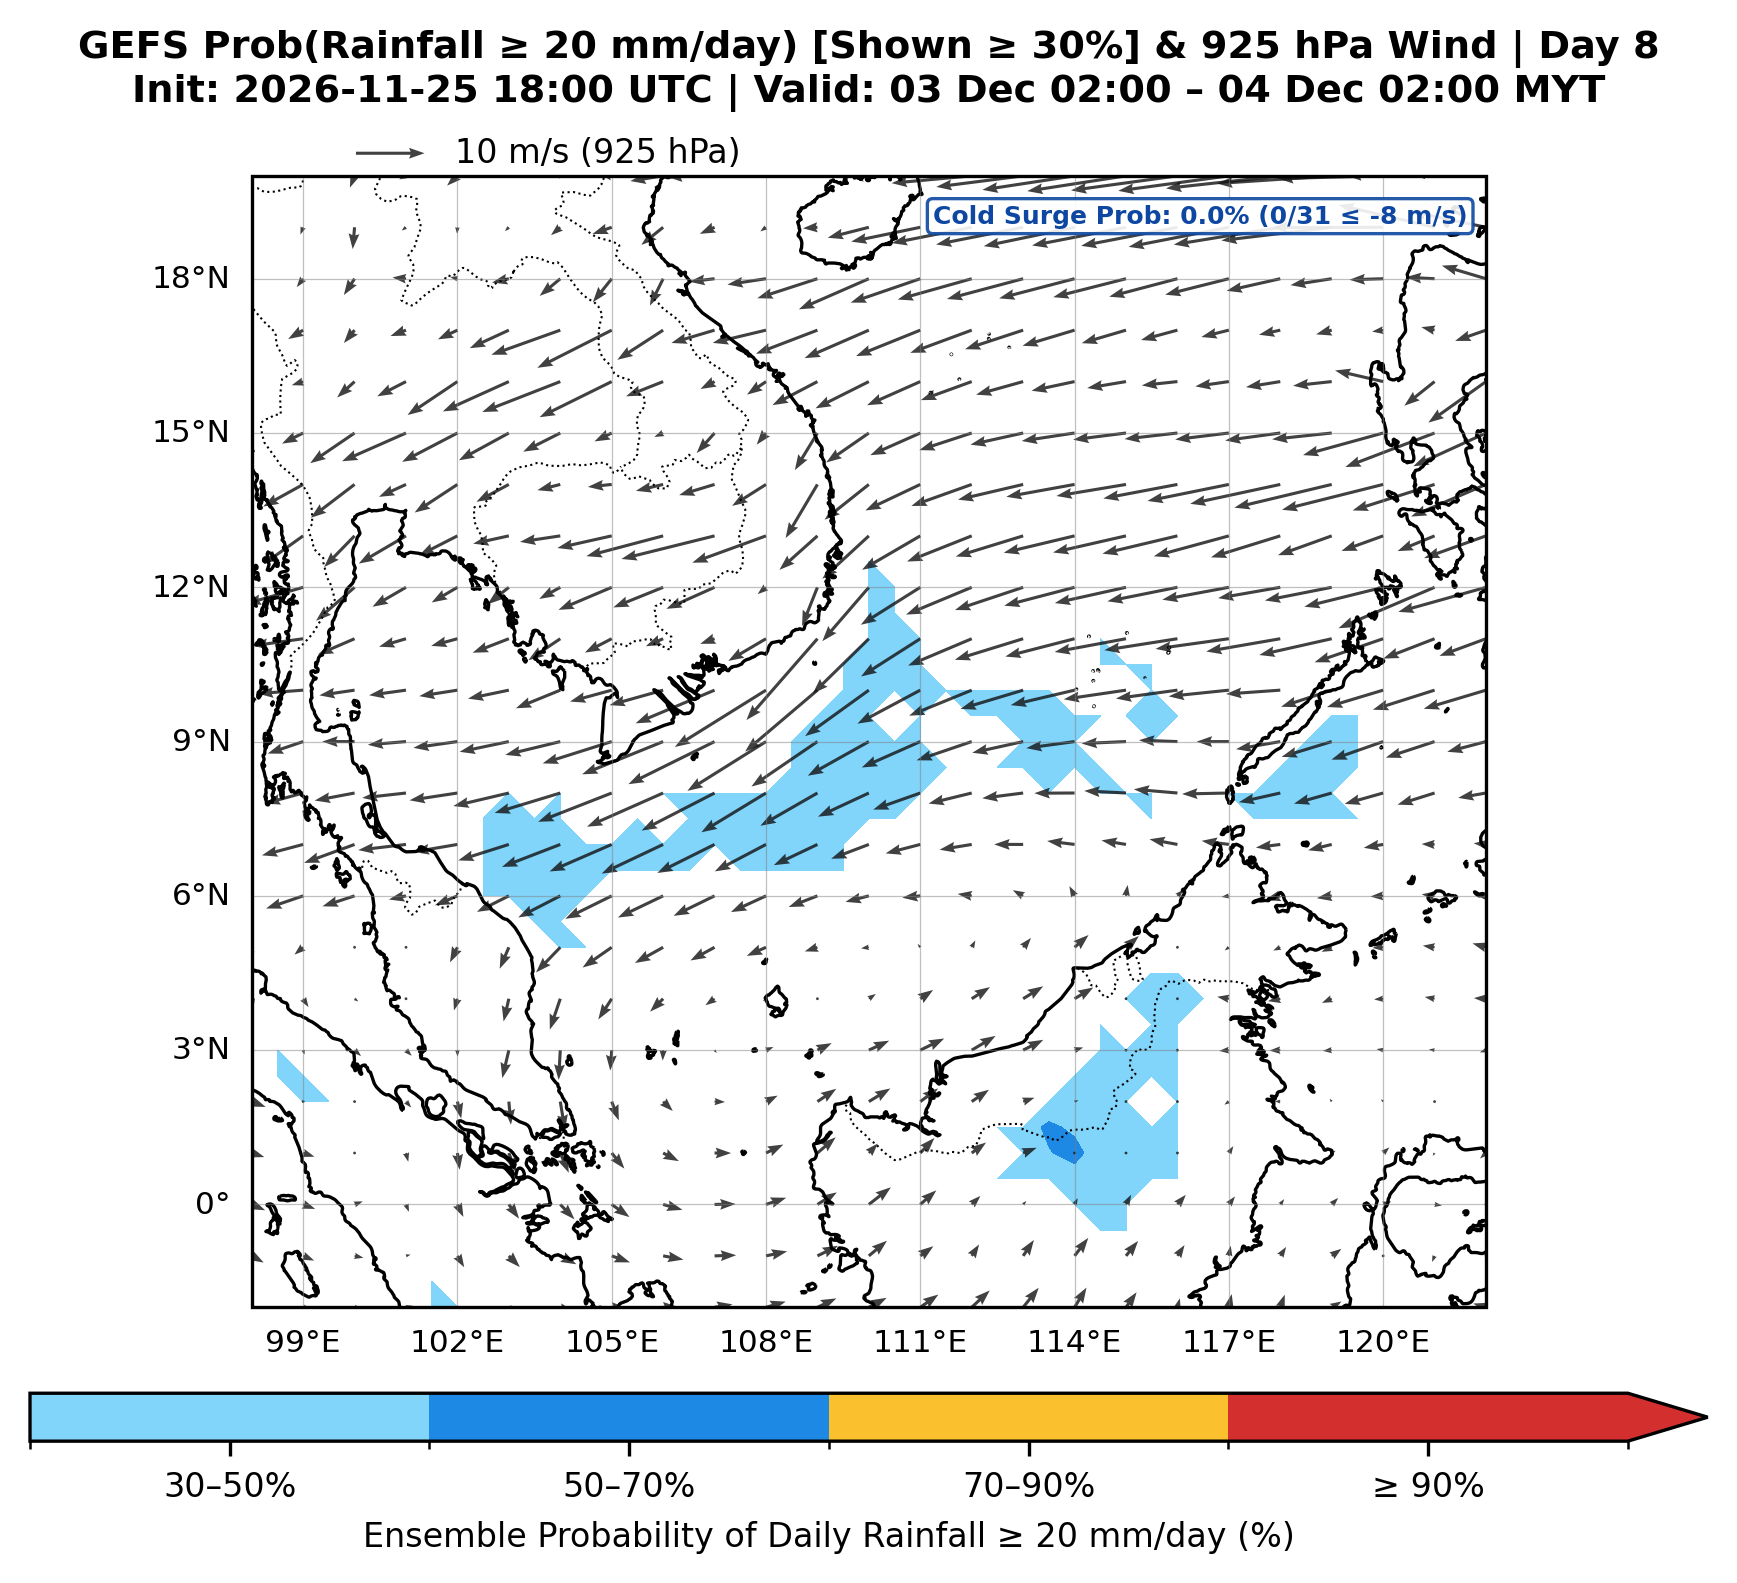 GEFS Prob(Rainfall ≥ 20 mm/day) [Shown ≥ 30%] & 925 hPa Wind | Day 8
Init: 2026-11-25 18:00 UTC | Valid: 03 Dec 02:00 – 04 Dec 02:00 MYT
10 m/s (925 hPa)
Cold Surge Prob: 0.0% (0/31 ≤ -8 m/s)
18°N
15°N
12°N
9°N
6°N
3°N
0°
99°E 102°E 105°E 108°E 111°E 114°E 117°E 120°E
30–50% 50–70% 70–90% ≥ 90%
Ensemble Probability of Daily Rainfall ≥ 20 mm/day (%)